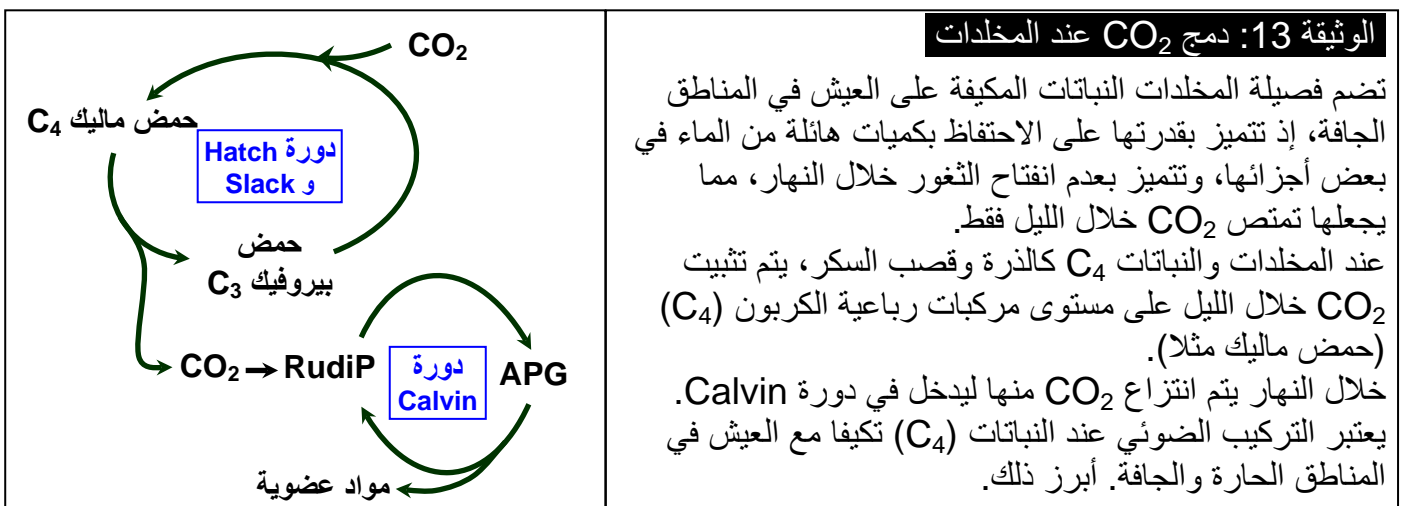 الوثيقة 13: دمج CO₂ عند المخلدات
تضم فصيلة المخلدات النباتات المكيفة على العيش في المناطق
الجافة، إذ تتميز بقدرتها على الاحتفاظ بكميات هائلة من الماء في
بعض أجزائها، وتتميز بعدم انفتاح الثغور خلال النهار، مما
يجعلها تمتص CO₂ خلال الليل فقط.
عند المخلدات والنباتات C₄ كالذرة وقصب السكر، يتم تثبيت
CO₂ خلال الليل على مستوى مركبات رباعية الكربون (C₄)
(حمض ماليك مثلا).
خلال النهار يتم انتزاع CO₂ منها ليدخل في دورة Calvin.
يعتبر التركيب الضوئي عند النباتات (C₄) تكيفا مع العيش في
المناطق الحارة والجافة. أبرز ذلك.
CO₂
حمض ماليك C₄
دورة Hatch
و Slack
حمض
بيروفيك C₃
CO₂ → RudiP
دورة
Calvin
APG
مواد عضوية